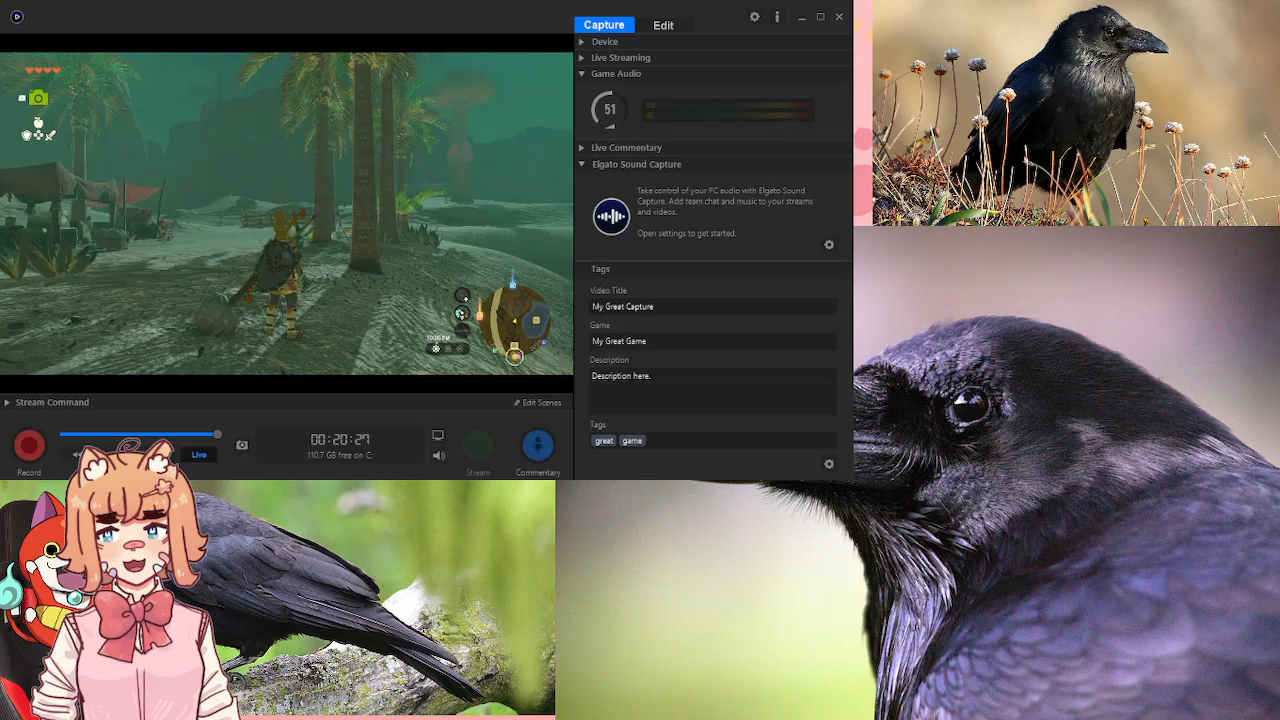 Capture
Edit
Device
Live Streaming
Game Audio
51
Live Commentary
Elgato Sound Capture
Take control of your PC audio with Elgato Sound
Capture. Add team chat and music to your streams
and videos.
Open settings to get started.
Tags
Video Title
My Great Capture
Game
My Great Game
Description
Description here.
Tags
great game
10:05 PM
Stream Command
Edit Scenes
Live
00:20:27
110.7 GB free on C:
Record
Stream
Commentary